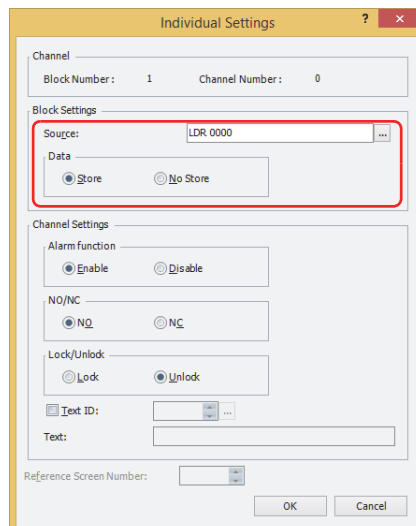 Individual Settings ? ×
Channel
Block Number : 1 Channel Number : 0
Block Settings
Source: LDR 0000 ...
Data
Store No Store
Channel Settings
Alarm function
Enable Disable
NO/NC
NO NC
Lock/Unlock
Lock Unlock
Text ID: ...
Text:
Reference Screen Number:
OK Cancel